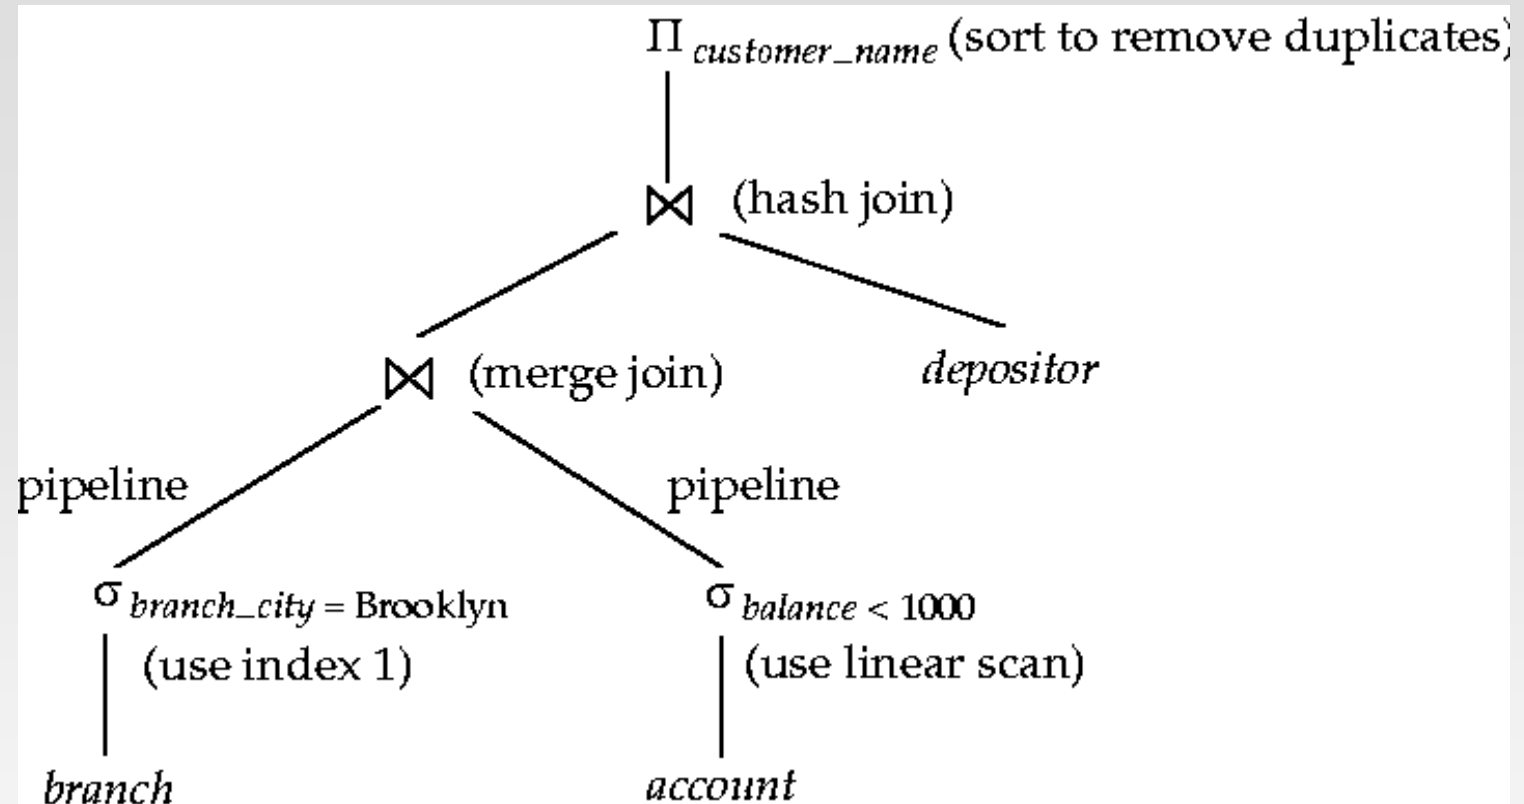 Π customer_name (sort to remove duplicates)
⋈ (hash join)
⋈ (merge join)
depositor
pipeline
pipeline
σ branch_city = Brooklyn
σ balance < 1000
(use index 1)
(use linear scan)
branch
account